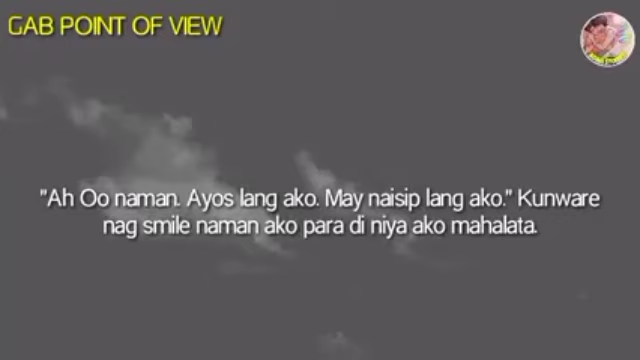 GAB POINT OF VIEW
"Ah Oo naman. Ayos lang ako. May naisip lang ako." Kunware
nag smile naman ako para di niya ako mahalata.